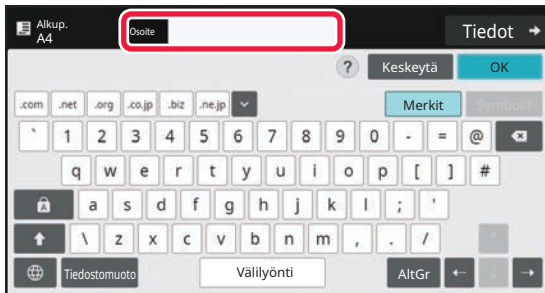 Alkup.
A4
Osoite
Tiedot
? Keskeytä OK
.com .net .org .co.jp .biz .ne.jp Merkit Symbolit
` 1 2 3 4 5 6 7 8 9 0 - = @
q w e r t y u i o p [ ] #
A a s d f g h j k l ; '
\ z x c v b n m , . /
Tiedostomuoto Välilyönti AltGr